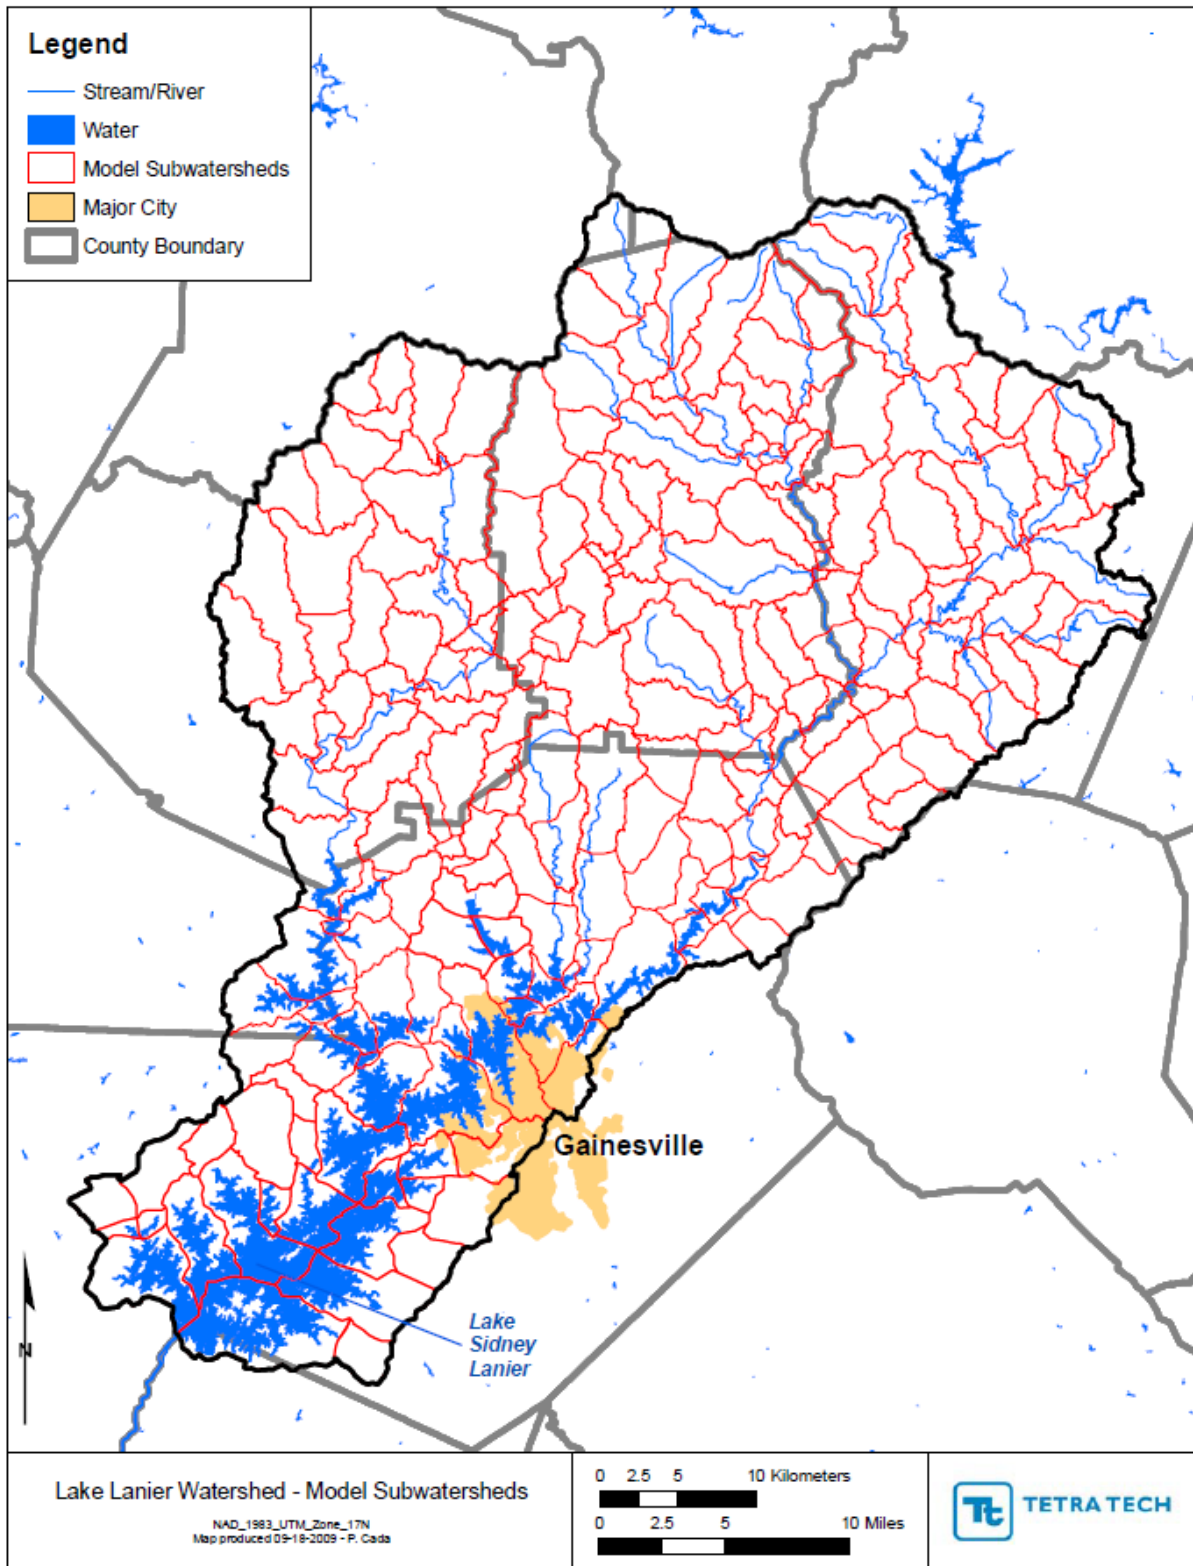 Legend
Stream/River
Water
Model Subwatersheds
Major City
County Boundary
Gainesville
Lake
Sidney
Lanier
N
Lake Lanier Watershed - Model Subwatersheds
NAD_1983_UTM_Zone_17N
Map produced 09-18-2009 - P. Cada
0 2.5 5 10 Kilometers
0 2.5 5 10 Miles
Tt TETRA TECH